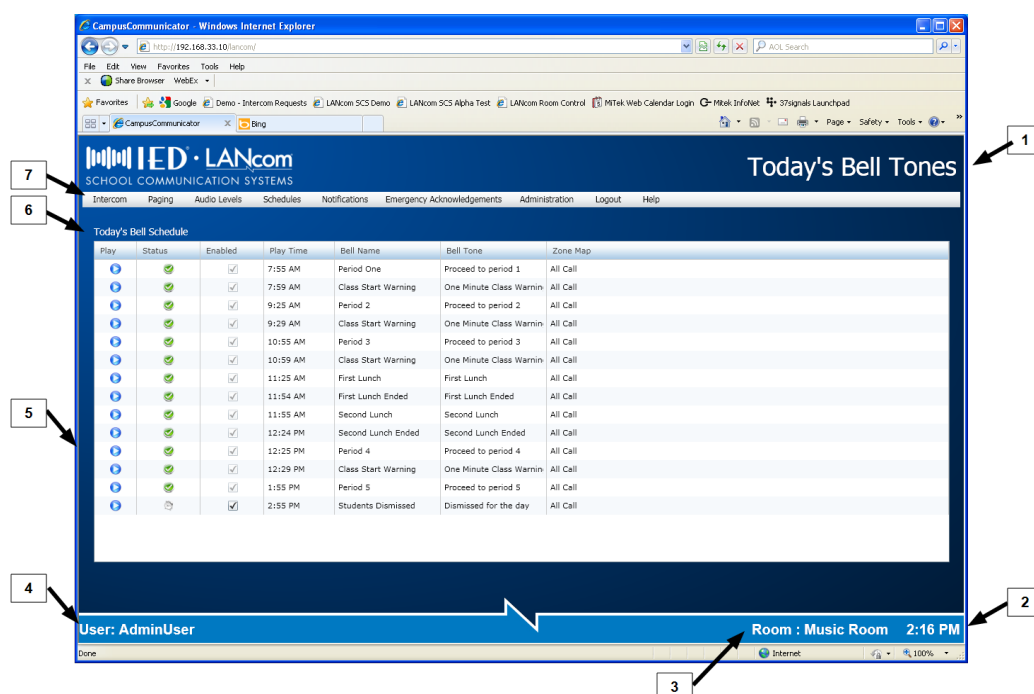 CampusCommunicator - Windows Internet Explorer
http://192.168.33.10/lancom/
AOL Search
File Edit View Favorites Tools Help
x Share Browser WebEx
Favorites Google Demo - Intercom Requests LANcom SCS Demo LANcom SCS Alpha Test LANcom Room Control MiTek Web Calendar Login Mitek InfoNet 37signals Launchpad
CampusCommunicator X Bing Page Safety Tools »
1
IED · LANcom
SCHOOL COMMUNICATION SYSTEMS
Today's Bell Tones
7
Intercom Paging Audio Levels Schedules Notifications Emergency Acknowledgements Administration Logout Help
6
Today's Bell Schedule
Play Status Enabled Play Time Bell Name Bell Tone Zone Map
7:55 AM Period One Proceed to period 1 All Call
7:59 AM Class Start Warning One Minute Class Warnin All Call
9:25 AM Period 2 Proceed to period 2 All Call
9:29 AM Class Start Warning One Minute Class Warnin All Call
10:55 AM Period 3 Proceed to period 3 All Call
10:59 AM Class Start Warning One Minute Class Warnin All Call
11:25 AM First Lunch First Lunch All Call
11:54 AM First Lunch Ended First Lunch Ended All Call
5
11:55 AM Second Lunch Second Lunch All Call
12:24 PM Second Lunch Ended Second Lunch Ended All Call
12:25 PM Period 4 Proceed to period 4 All Call
12:29 PM Class Start Warning One Minute Class Warnin All Call
1:55 PM Period 5 Proceed to period 5 All Call
2:55 PM Students Dismissed Dismissed for the day All Call
4
2
User: AdminUser Room : Music Room 2:16 PM
Done Internet 100%
3